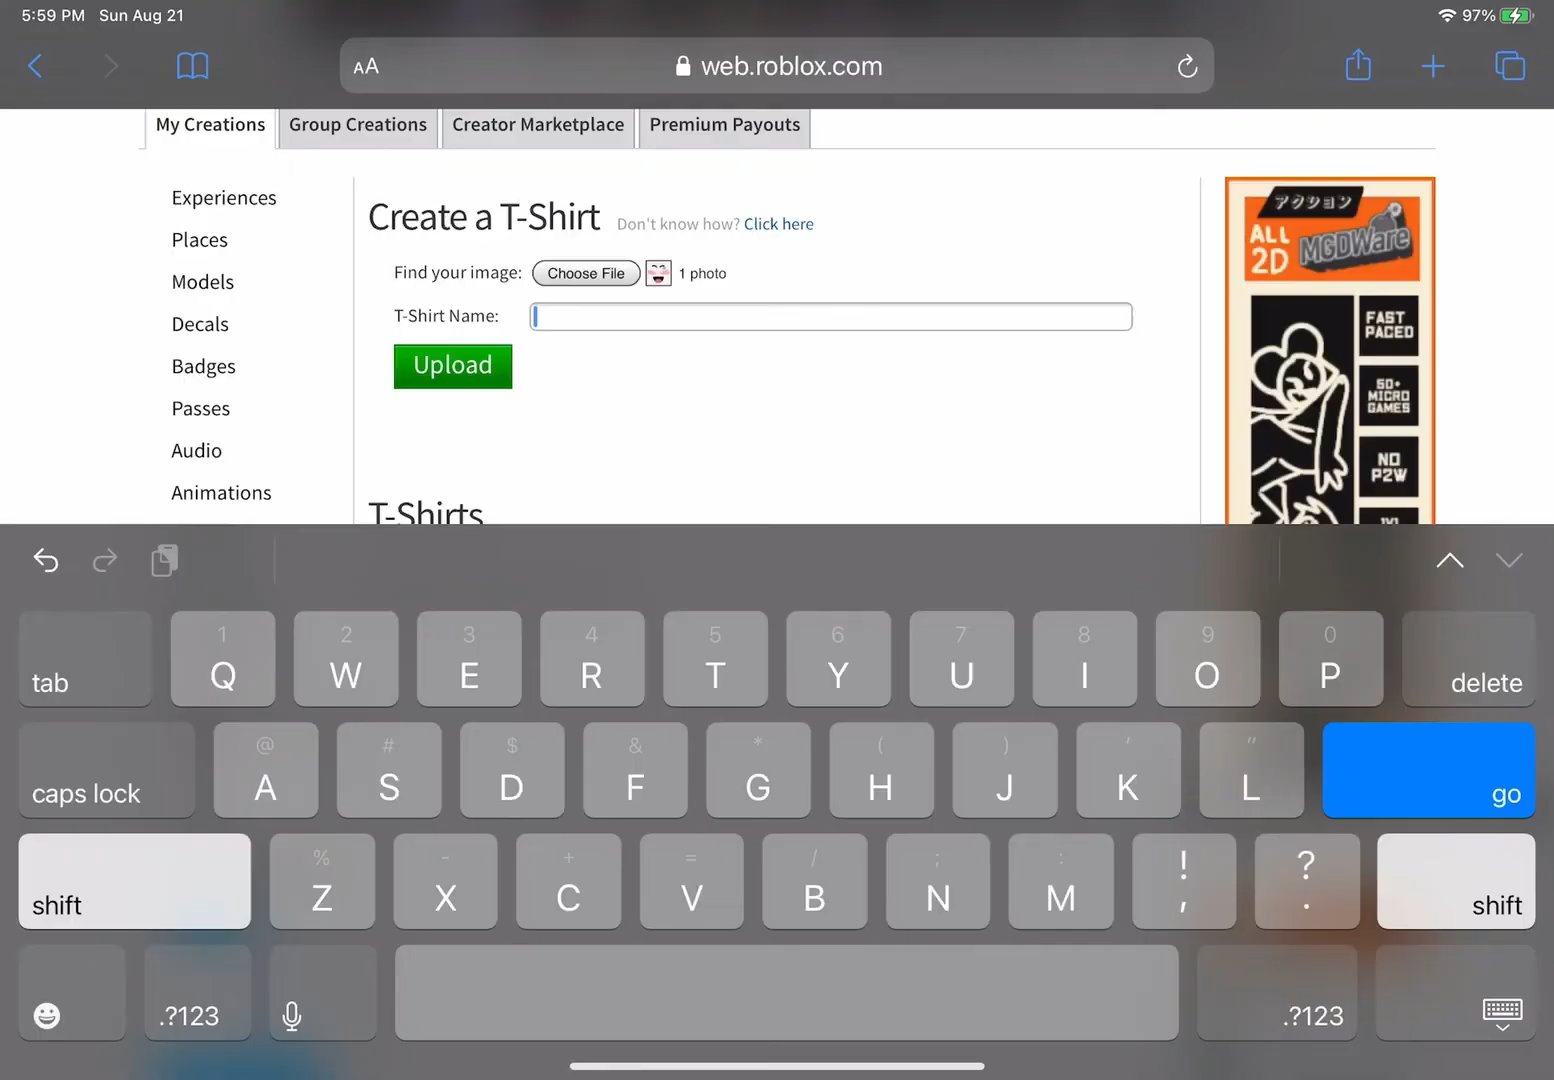 5:59 PM Sun Aug 21
97%
AA
web.roblox.com
My Creations
Group Creations
Creator Marketplace
Premium Payouts
Experiences
Places
Models
Decals
Badges
Passes
Audio
Animations
Create a T-Shirt Don't know how? Click here
Find your image: Choose File 1 photo
T-Shirt Name:
Upload
T-Shirts
アクション
ALL
2D
MGDWare
FAST
PACED
50+
MICRO
GAMES
NO
P2W
1V1
1 2 3 4 5 6 7 8 9 0
tab Q W E R T Y U I O P delete
@ # $ & * ( ) ' "
caps lock A S D F G H J K L go
% - + = / ; : ! ?
shift Z X C V B N M , . shift
.?123 .?123